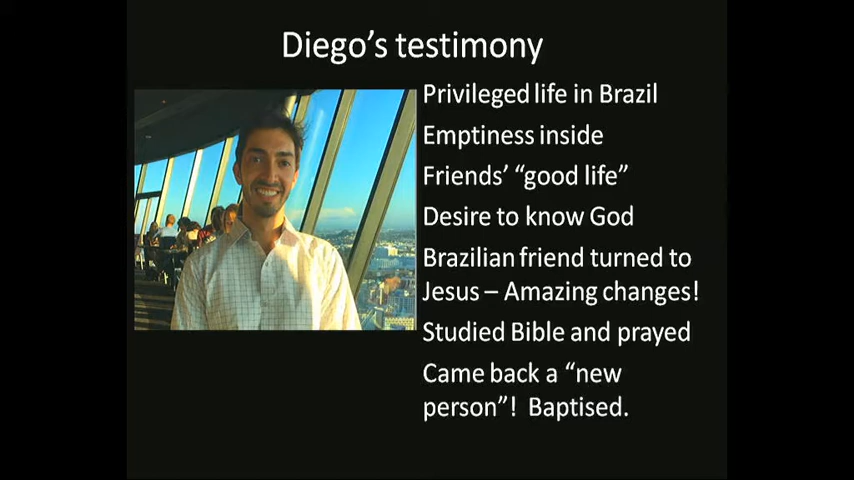 Diego's testimony
Privileged life in Brazil
Emptiness inside
Friends' “good life”
Desire to know God
Brazilian friend turned to
Jesus – Amazing changes!
Studied Bible and prayed
Came back a “new
person”!  Baptised.